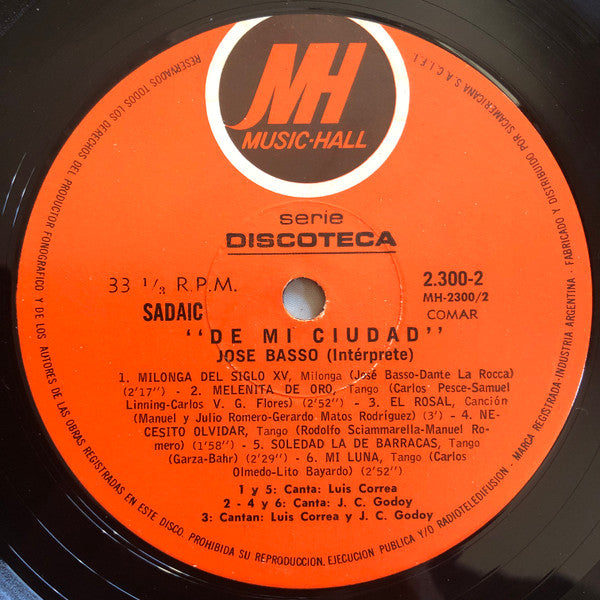 MH
MUSIC-HALL
serie
DISCOTECA
33 1/3 R.P.M.
2.300-2
MH-2300/2
SADAIC
COMAR
"DE MI CIUDAD"
JOSE BASSO (Intérprete)
1. MILONGA DEL SIGLO XV, Milonga (José Basso-Dante La Rocca)
(2'17") - 2. MELENITA DE ORO, Tango (Carlos Pesce-Samuel
Linning-Carlos V. G. Flores) (2'52") - 3. EL ROSAL, Canción
(Manuel y Julio Romero-Gerardo Matos Rodríguez) (3') - 4. NE-
CESITO OLVIDAR, Tango (Rodolfo Sciammarella-Manuel Ro-
mero) (1'58") - 5. SOLEDAD LA DE BARRACAS, Tango
(Garza-Bahr) (2'29") - 6. MI LUNA, Tango (Carlos
Olmedo-Lito Bayardo) (2'52")
1 y 5: Canta: Luis Correa
2 - 4 y 6: Canta: J. C. Godoy
3: Cantan: Luis Correa y J. C. Godoy
RESERVADOS TODOS LOS DERECHOS DEL PRODUCTOR FONOGRAFICO Y DE LOS AUTORES DE LAS OBRAS REGISTRADAS EN ESTE DISCO. PROHIBIDA SU REPRODUCCION, EJECUCION PUBLICA Y/O RADIOTELEDIFUSION - MARCA REGISTRADA-INDUSTRIA ARGENTINA - FABRICADO Y DISTRIBUIDO POR SICAMERICANA S.A.C.I.F.I.